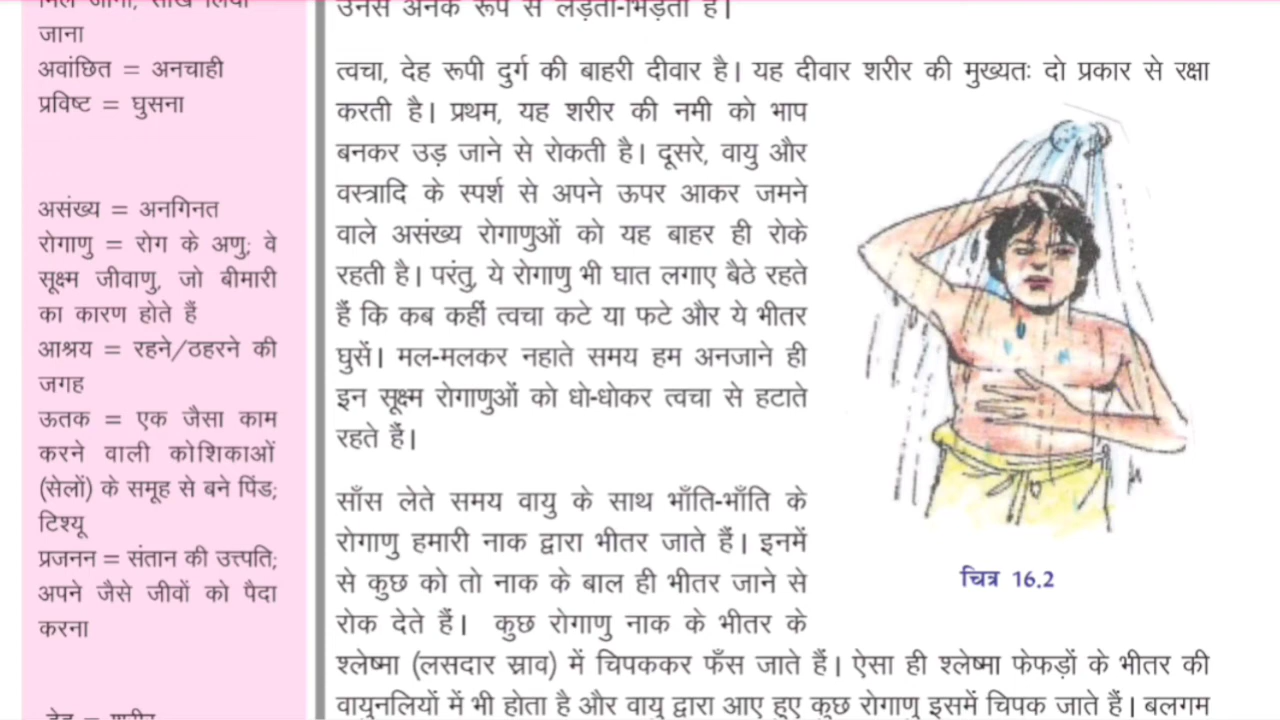 जाना
अवांछित = अनचाही
प्रविष्ट = घुसना
असंख्य = अनगिनत
रोगाणु = रोग के अणु; वे
सूक्ष्म जीवाणु, जो बीमारी
का कारण होते हैं
आश्रय = रहने/ठहरने की
जगह
ऊतक = एक जैसा काम
करने वाली कोशिकाओं
(सेलों) के समूह से बने पिंड;
टिश्यू
प्रजनन = संतान की उत्त्पति;
अपने जैसे जीवों को पैदा
करना
उनसे अनेक रूप से लड़ती-भिड़ती है।
त्वचा, देह रूपी दुर्ग की बाहरी दीवार है। यह दीवार शरीर की मुख्यतः दो प्रकार से रक्षा
करती है। प्रथम, यह शरीर की नमी को भाप
बनकर उड़ जाने से रोकती है। दूसरे, वायु और
वस्त्रादि के स्पर्श से अपने ऊपर आकर जमने
वाले असंख्य रोगाणुओं को यह बाहर ही रोके
रहती है। परंतु, ये रोगाणु भी घात लगाए बैठे रहते
हैं कि कब कहीं त्वचा कटे या फटे और ये भीतर
घुसें। मल-मलकर नहाते समय हम अनजाने ही
इन सूक्ष्म रोगाणुओं को धो-धोकर त्वचा से हटाते
रहते हैं।
साँस लेते समय वायु के साथ भाँति-भाँति के
रोगाणु हमारी नाक द्वारा भीतर जाते हैं। इनमें
से कुछ को तो नाक के बाल ही भीतर जाने से
रोक देते हैं। कुछ रोगाणु नाक के भीतर के
श्लेष्मा (लसदार स्राव) में चिपककर फँस जाते हैं। ऐसा ही श्लेष्मा फेफड़ों के भीतर की
वायुनलियों में भी होता है और वायु द्वारा आए हुए कुछ रोगाणु इसमें चिपक जाते हैं। बलगम
चित्र 16.2